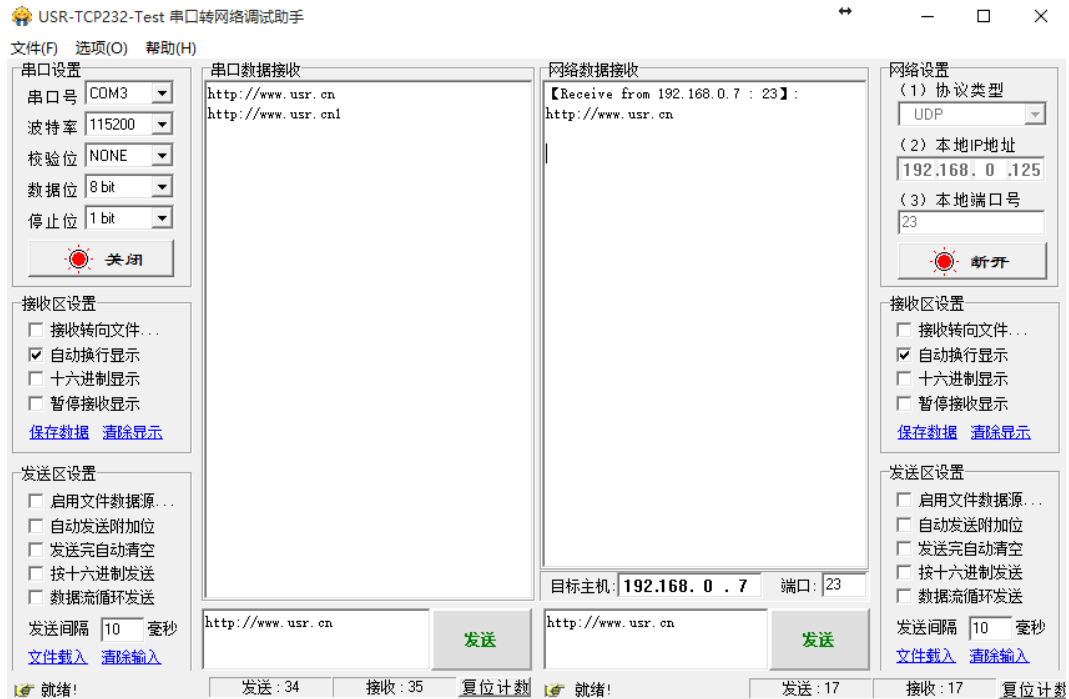 USR-TCP232-Test 串口转网络调试助手
文件(F) 选项(O) 帮助(H)
串口设置
串口号 COM3
波特率 115200
校验位 NONE
数据位 8 bit
停止位 1 bit
关闭
接收区设置
接收转向文件...
自动换行显示
十六进制显示
暂停接收显示
保存数据 清除显示
发送区设置
启用文件数据源...
自动发送附加位
发送完自动清空
按十六进制发送
数据流循环发送
发送间隔 10 毫秒
文件载入 清除输入
串口数据接收
http://www.usr.cn
http://www.usr.cn1
http://www.usr.cn
发送
网络数据接收
【Receive from 192.168.0.7 : 23】:
http://www.usr.cn
目标主机: 192.168. 0 . 7 端口: 23
http://www.usr.cn
发送
网络设置
(1) 协议类型
UDP
(2) 本地IP地址
192.168. 0 .125
(3) 本地端口号
23
断开
接收区设置
接收转向文件...
自动换行显示
十六进制显示
暂停接收显示
保存数据 清除显示
发送区设置
启用文件数据源...
自动发送附加位
发送完自动清空
按十六进制发送
数据流循环发送
发送间隔 10 毫秒
文件载入 清除输入
就绪! 发送:34 接收:35 复位计数
就绪! 发送:17 接收:17 复位计数